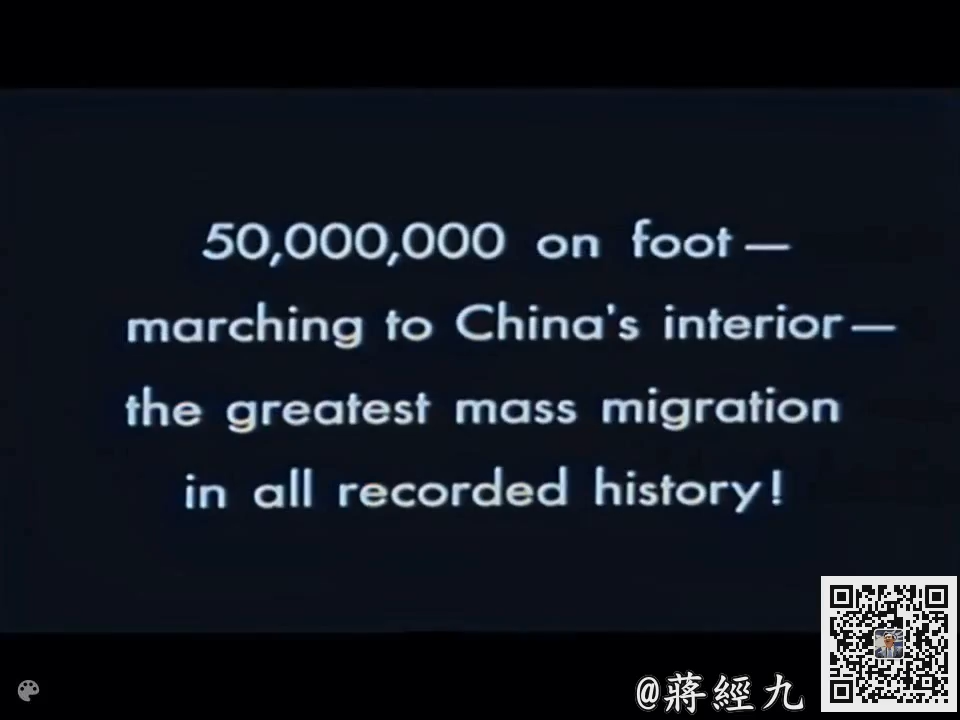 50,000,000 on foot —
marching to China's interior —
the greatest mass migration
in all recorded history!
@蔣經九